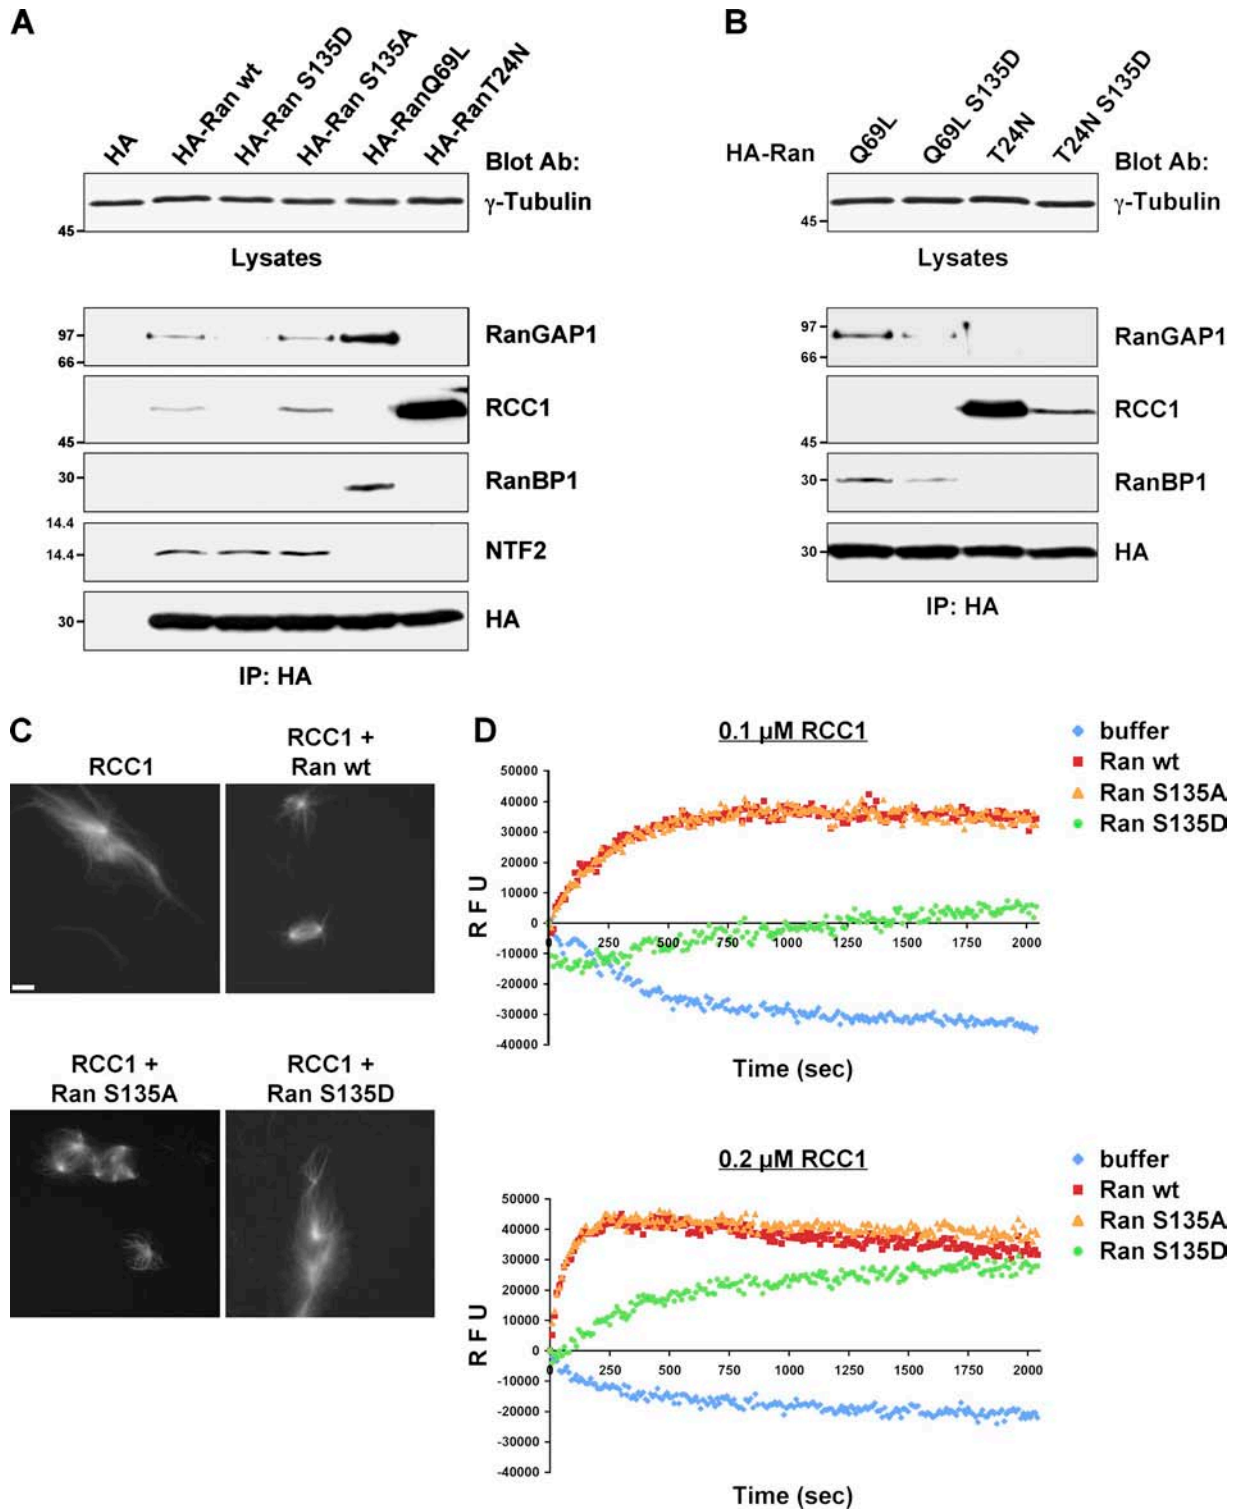 A
HA
HA-Ran wt
HA-Ran S135D
HA-Ran S135A
HA-RanQ69L
HA-RanT24N
Blot Ab:
γ-Tubulin
45
Lysates
97
66
RanGAP1
RCC1
45
30
RanBP1
14.4
14.4
NTF2
30
HA
IP: HA
B
HA-Ran
Q69L
Q69L S135D
T24N
T24N S135D
Blot Ab:
γ-Tubulin
45
Lysates
97
66
RanGAP1
RCC1
45
30
RanBP1
30
HA
IP: HA
C
RCC1
RCC1 +
Ran wt
RCC1 +
Ran S135A
RCC1 +
Ran S135D
D
0.1 µM RCC1
buffer
Ran wt
Ran S135A
Ran S135D
50000
40000
30000
20000
10000
0
-10000
-20000
-30000
-40000
R F U
0 250 500 750 1000 1250 1500 1750 2000
Time (sec)
0.2 µM RCC1
buffer
Ran wt
Ran S135A
Ran S135D
50000
40000
30000
20000
10000
0
-10000
-20000
-30000
-40000
R F U
0 250 500 750 1000 1250 1500 1750 2000
Time (sec)